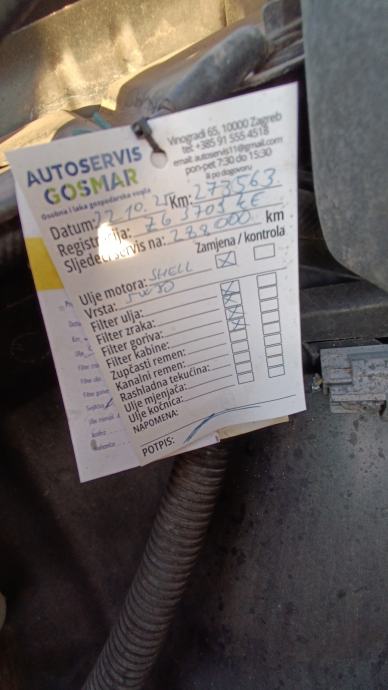 AUTOSERVIS
GOSMAR
Osobna i laka gospodarska vozila
Vinogradi 65, 10000 Zagreb
tel: +385 91 555 4518
email: autoservis11@gmail.com
pon-pet 7:30 do 15:30
ili po dogovoru
Datum: 22.10.25 Km: 273563
Registracija: ZG 3703 KE
Sljedeći servis na: 288000 km
Zamjena / kontrola
Ulje motora: SHELL
Vrsta: 5W30
Filter ulja:
Filter zraka:
Filter goriva:
Filter kabine:
Zupčasti remen:
Kanalni remen:
Rashladna tekućina:
Ulje mjenjača:
Ulje kočnica:
NAPOMENA:
POTPIS: